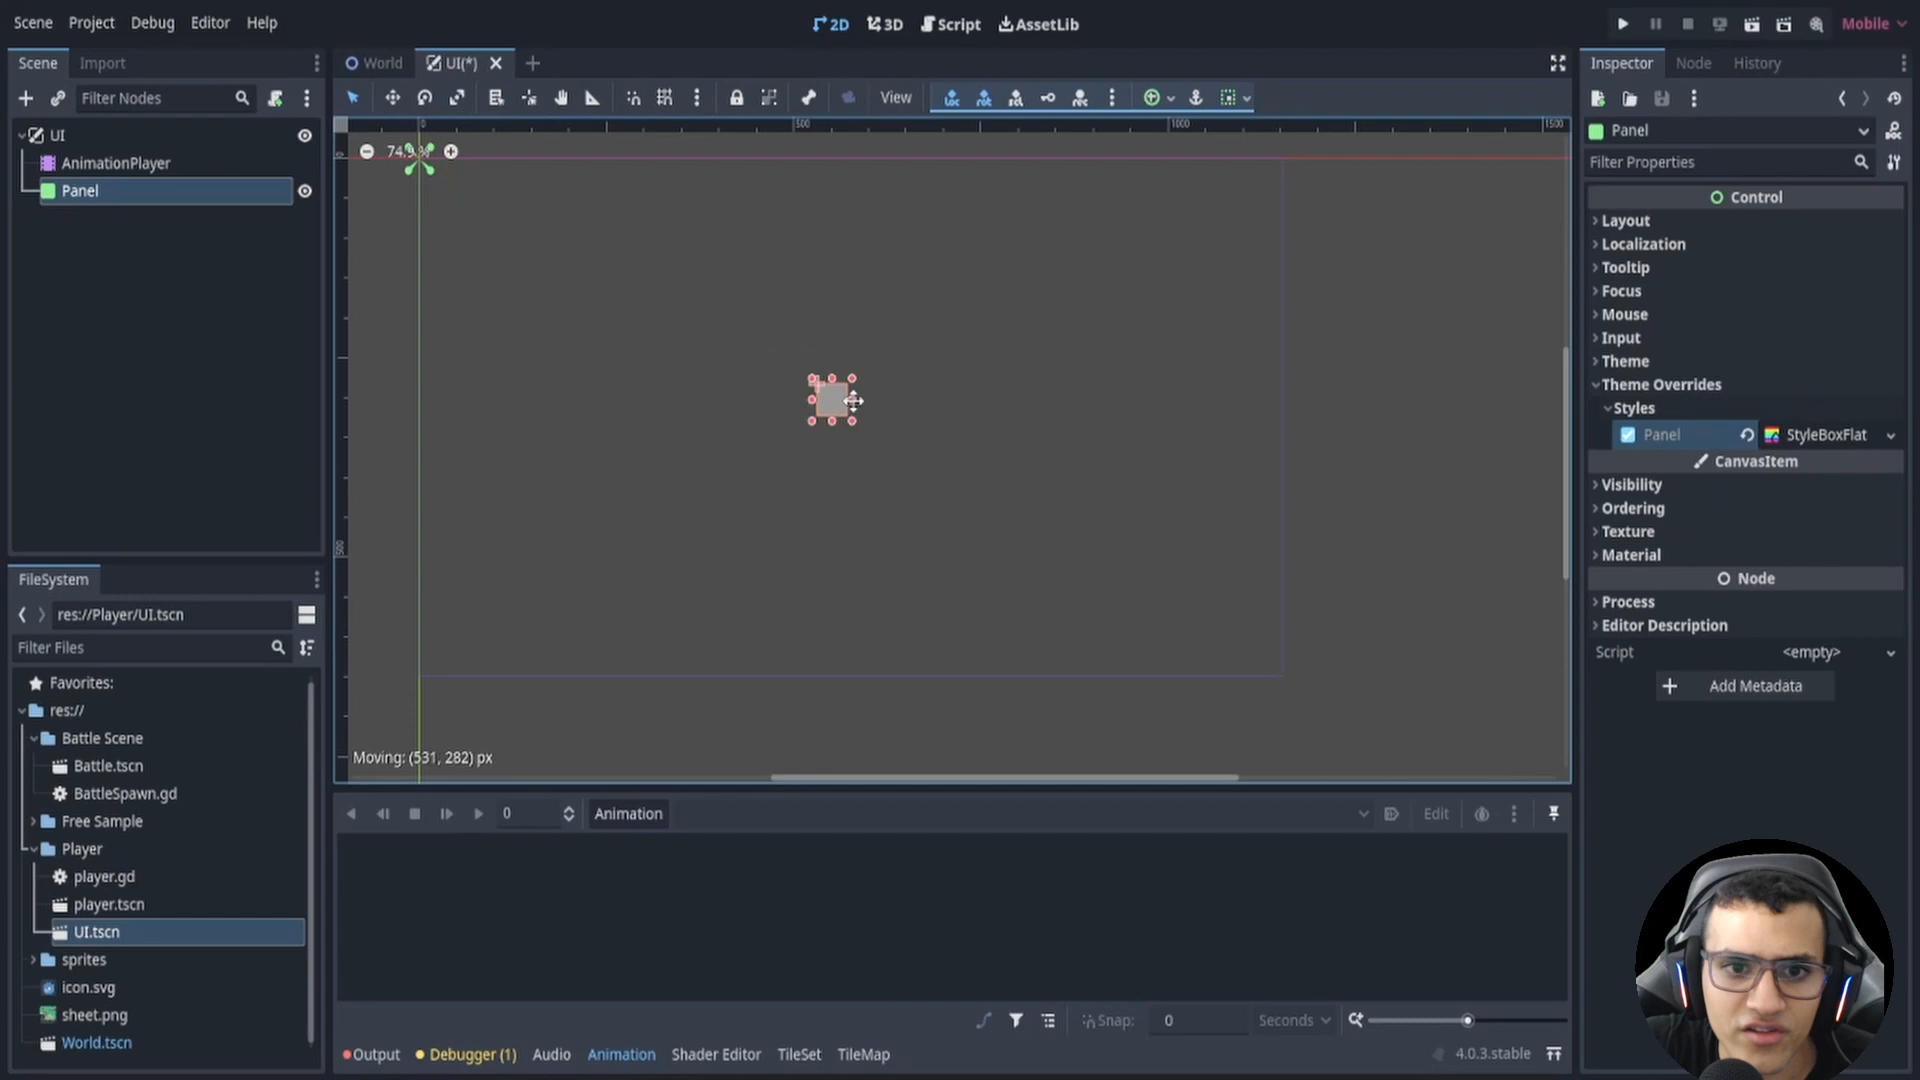 Scene Project Debug Editor Help
2D 3D Script AssetLib
Mobile
Scene Import
World UI(*)
Inspector Node History
Filter Nodes
View
Panel
Filter Properties
UI
AnimationPlayer
Panel
0 500 1000 1500
500
Control
Layout
Localization
Tooltip
Focus
Mouse
Input
Theme
Theme Overrides
Styles
Panel StyleBoxFlat
CanvasItem
Visibility
Ordering
Texture
Material
Node
Process
Editor Description
Script <empty>
Add Metadata
Moving: (531, 282) px
FileSystem
res://Player/UI.tscn
Filter Files
Favorites:
res://
Battle Scene
Battle.tscn
BattleSpawn.gd
Free Sample
Player
player.gd
player.tscn
UI.tscn
sprites
icon.svg
sheet.png
World.tscn
0 Animation Edit
Snap: 0 Seconds
Output Debugger (1) Audio Animation Shader Editor TileSet TileMap 4.0.3.stable